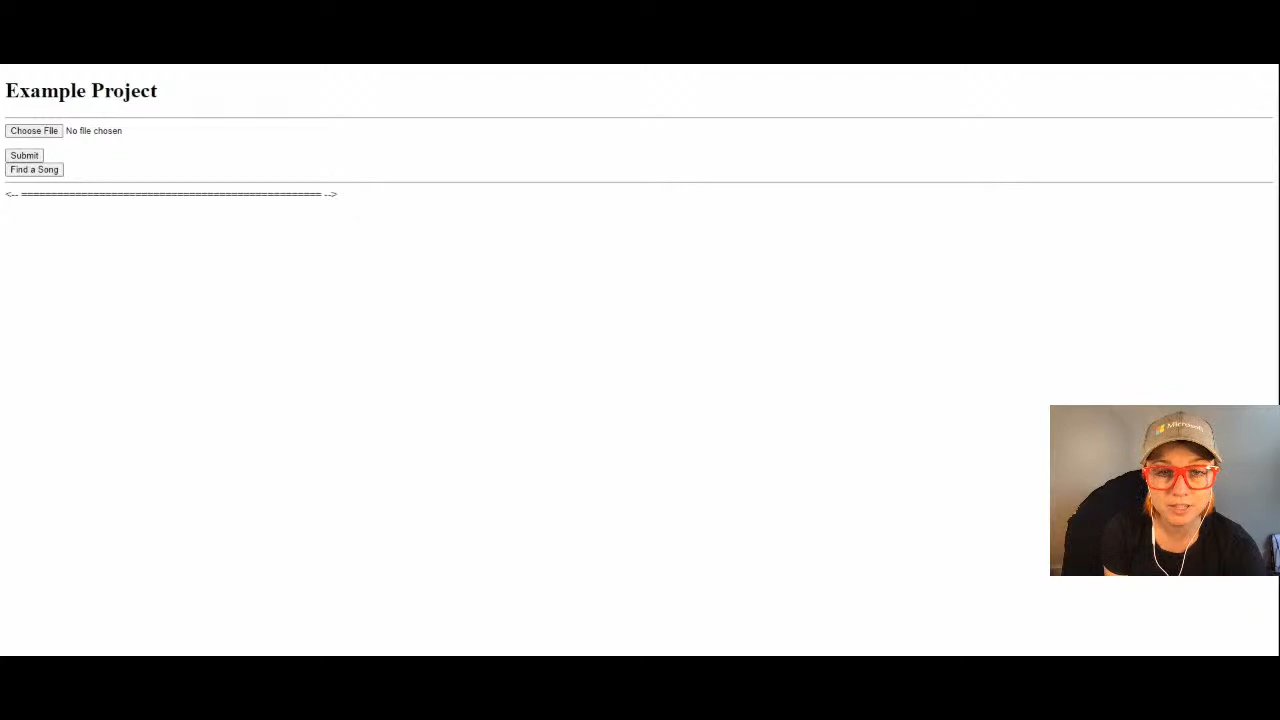 Example Project
Choose File No file chosen
Submit
Find a Song
<-- ================================================== -->
Microsoft